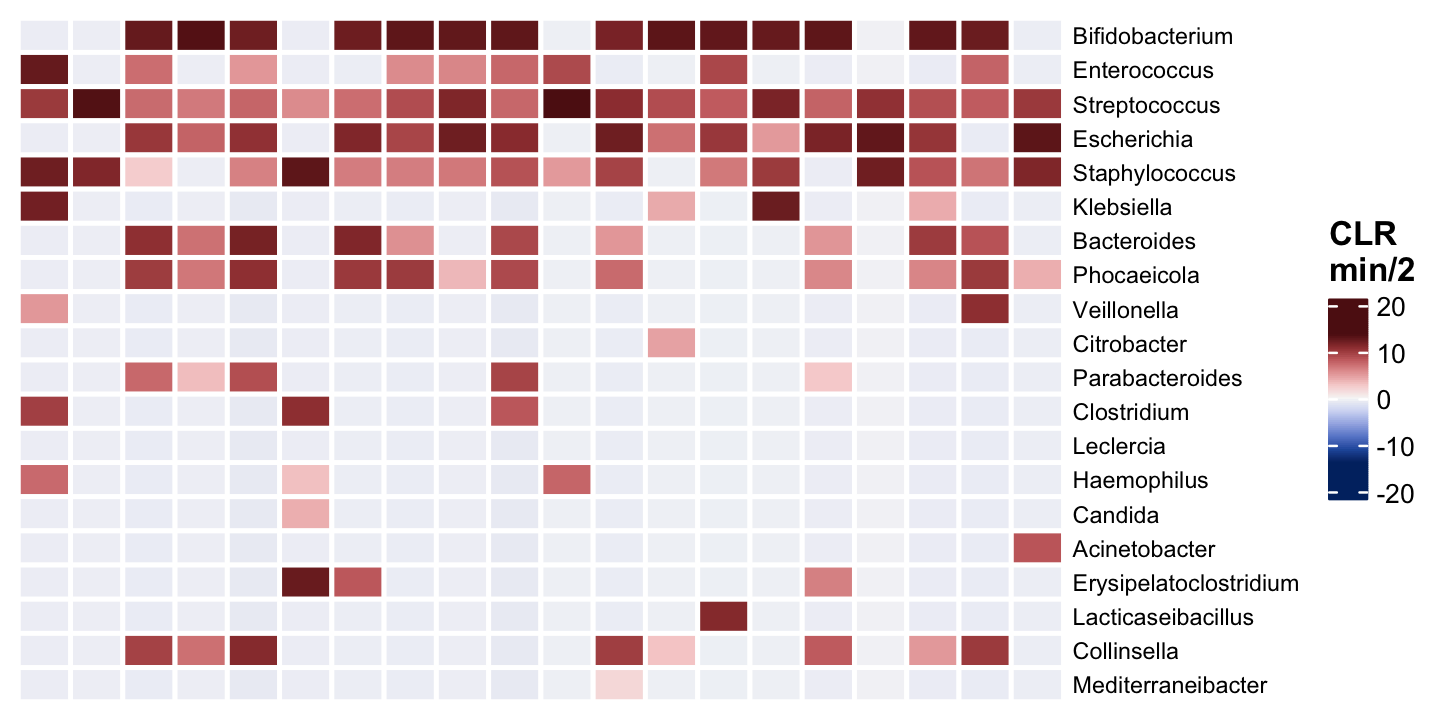 Bifidobacterium
Enterococcus
Streptococcus
Escherichia
Staphylococcus
Klebsiella
Bacteroides
Phocaeicola
Veillonella
Citrobacter
Parabacteroides
Clostridium
Leclercia
Haemophilus
Candida
Acinetobacter
Erysipelatoclostridium
Lacticaseibacillus
Collinsella
Mediterraneibacter
CLR
min/2
20
10
0
-10
-20